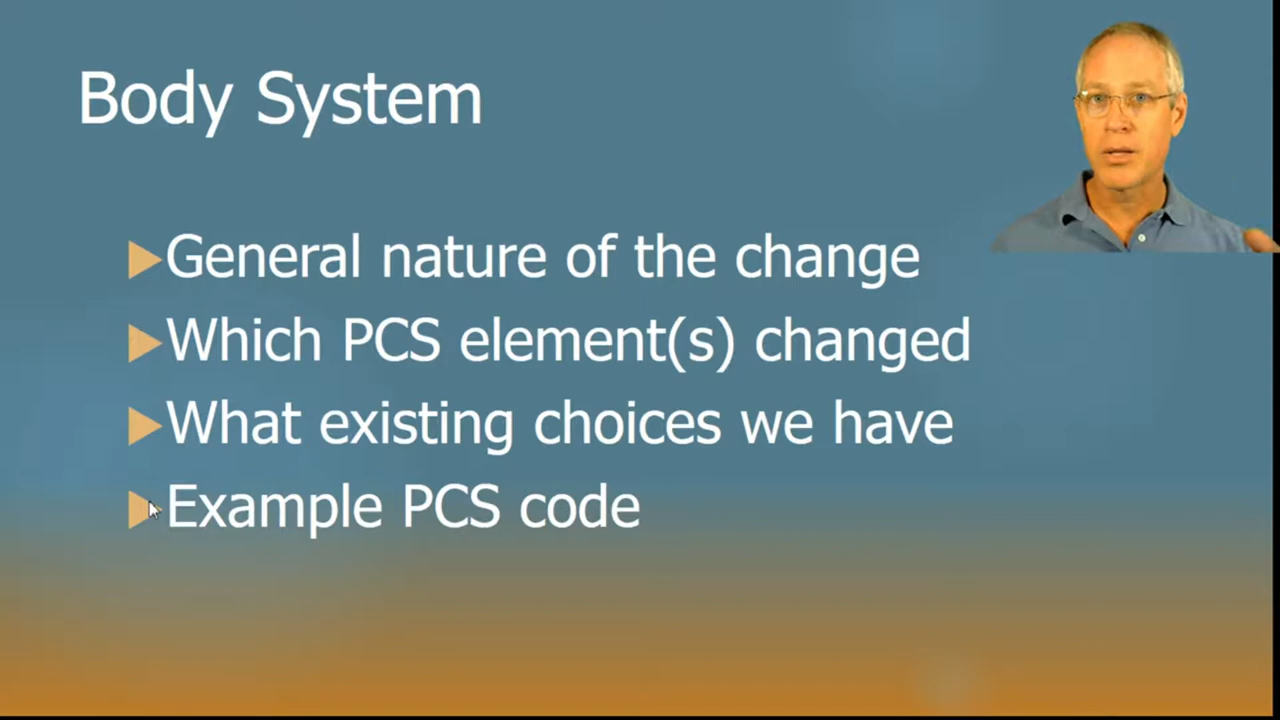 Body System
General nature of the change
Which PCS element(s) changed
What existing choices we have
Example PCS code